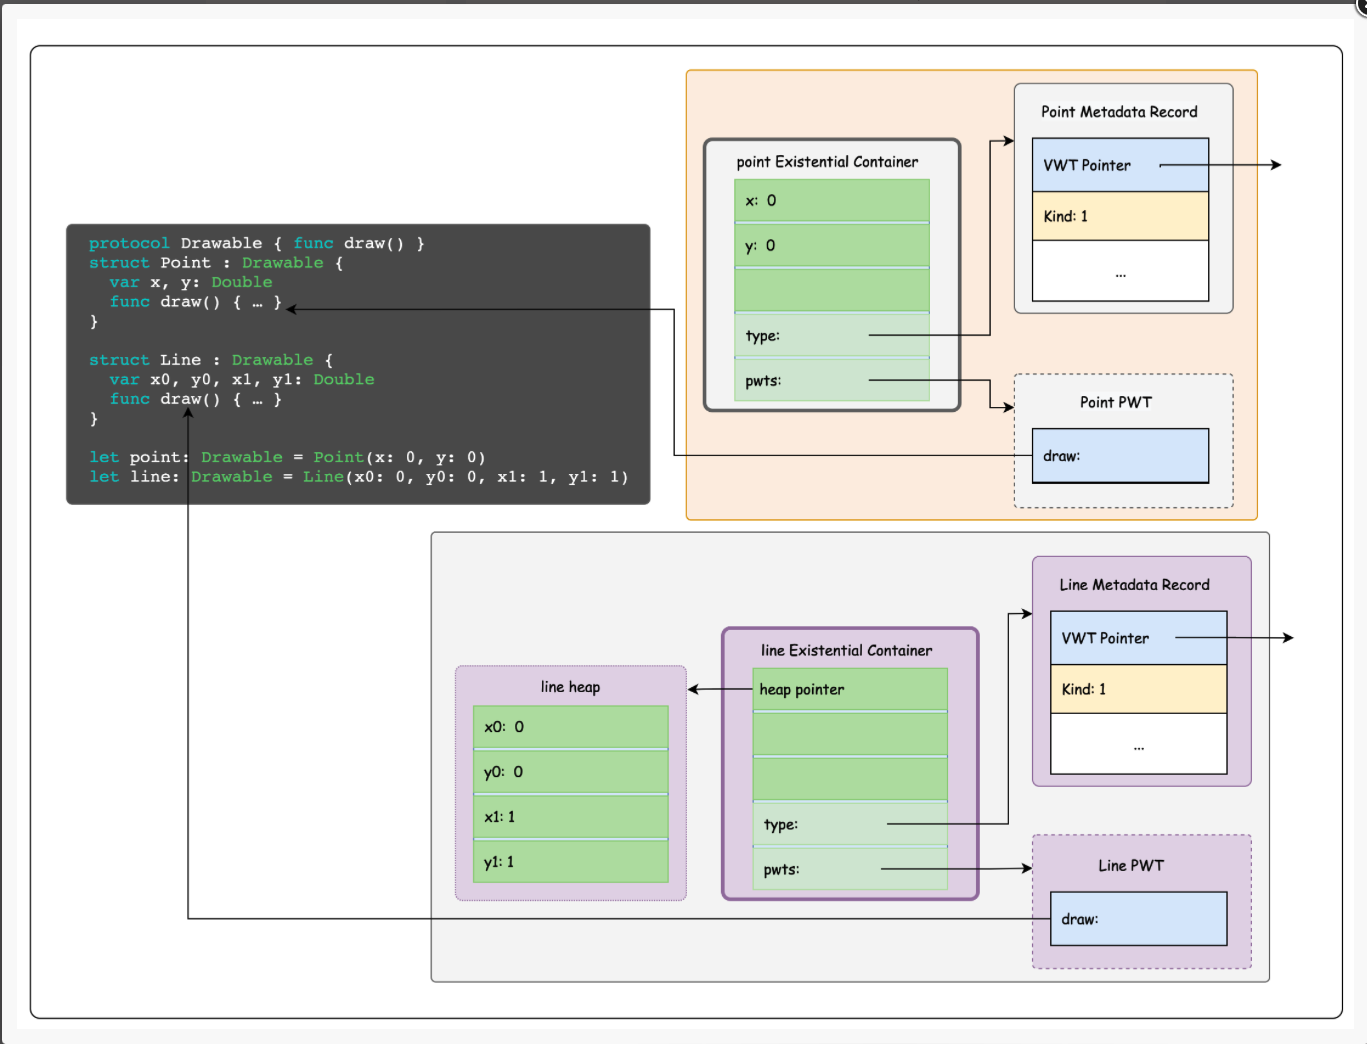 protocol Drawable { func draw() }
struct Point : Drawable {
  var x, y: Double
  func draw() { … }
}

struct Line : Drawable {
  var x0, y0, x1, y1: Double
  func draw() { … }
}

let point: Drawable = Point(x: 0, y: 0)
let line: Drawable = Line(x0: 0, y0: 0, x1: 1, y1: 1)

point Existential Container
x: 0
y: 0
type:
pwts:

Point Metadata Record
VWT Pointer
Kind: 1
...

Point PWT
draw:

line heap
x0: 0
y0: 0
x1: 1
y1: 1

line Existential Container
heap pointer
type:
pwts:

Line Metadata Record
VWT Pointer
Kind: 1
...

Line PWT
draw: